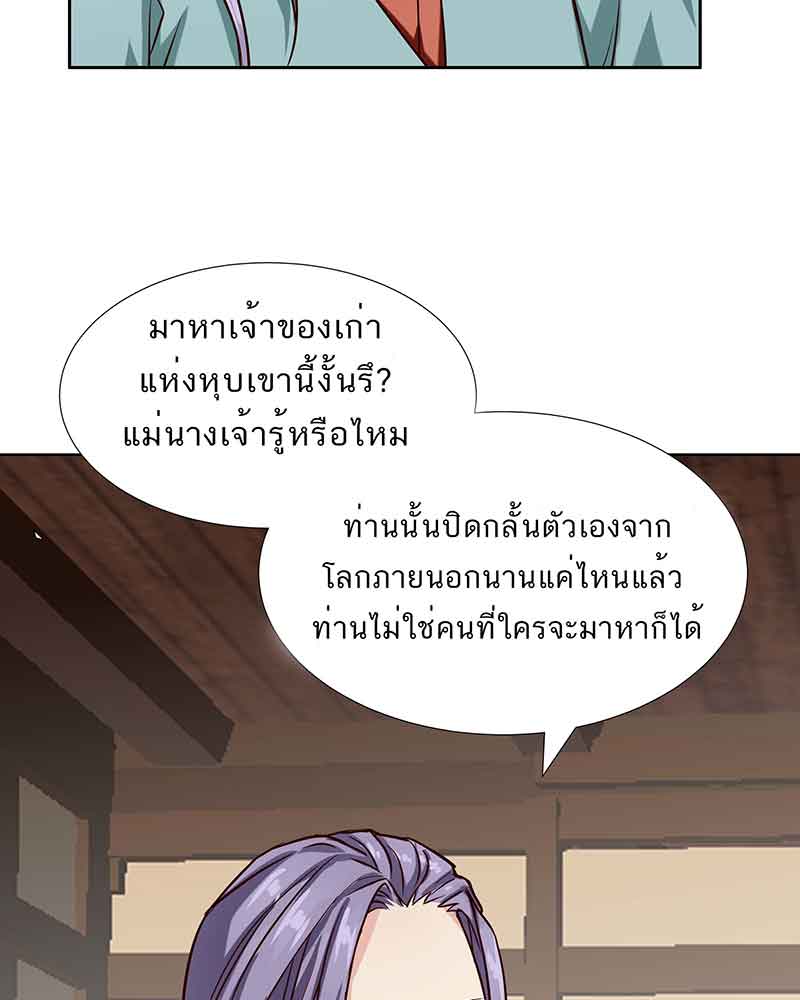 มาหาเจ้าของเก่า
แห่งหุบเขานี้งั้นรึ?
แม่นางเจ้ารู้หรือไหม
ท่านนั้นปิดกลั้นตัวเองจาก
โลกภายนอกนานแค่ไหนแล้ว
ท่านไม่ใช่คนที่ใครจะมาหาก็ได้